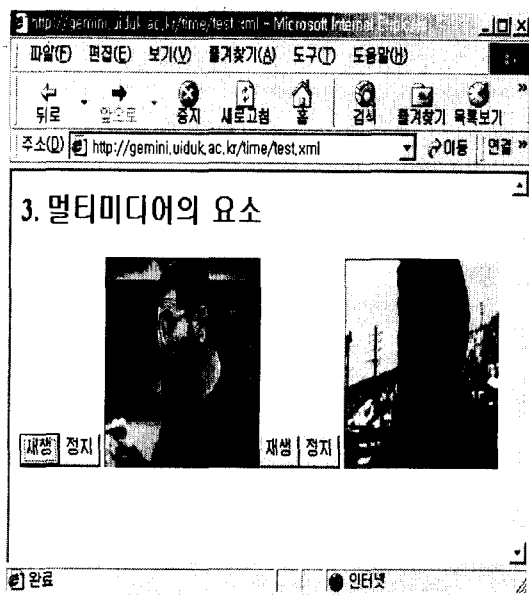 http://gemini.uiduk.ac.kr/time/test.xml - Microsoft Internet
파일(F) 편집(E) 보기(V) 즐겨찾기(A) 도구(T) 도움말(H)
뒤로 앞으로 중지 새로고침 홈 검색 즐겨찾기 목록보기 »
주소(D) http://gemini.uiduk.ac.kr/time/test.xml 이동 연결 »
3. 멀티미디어의 요소
재생 정지 재생 정지
완료 인터넷